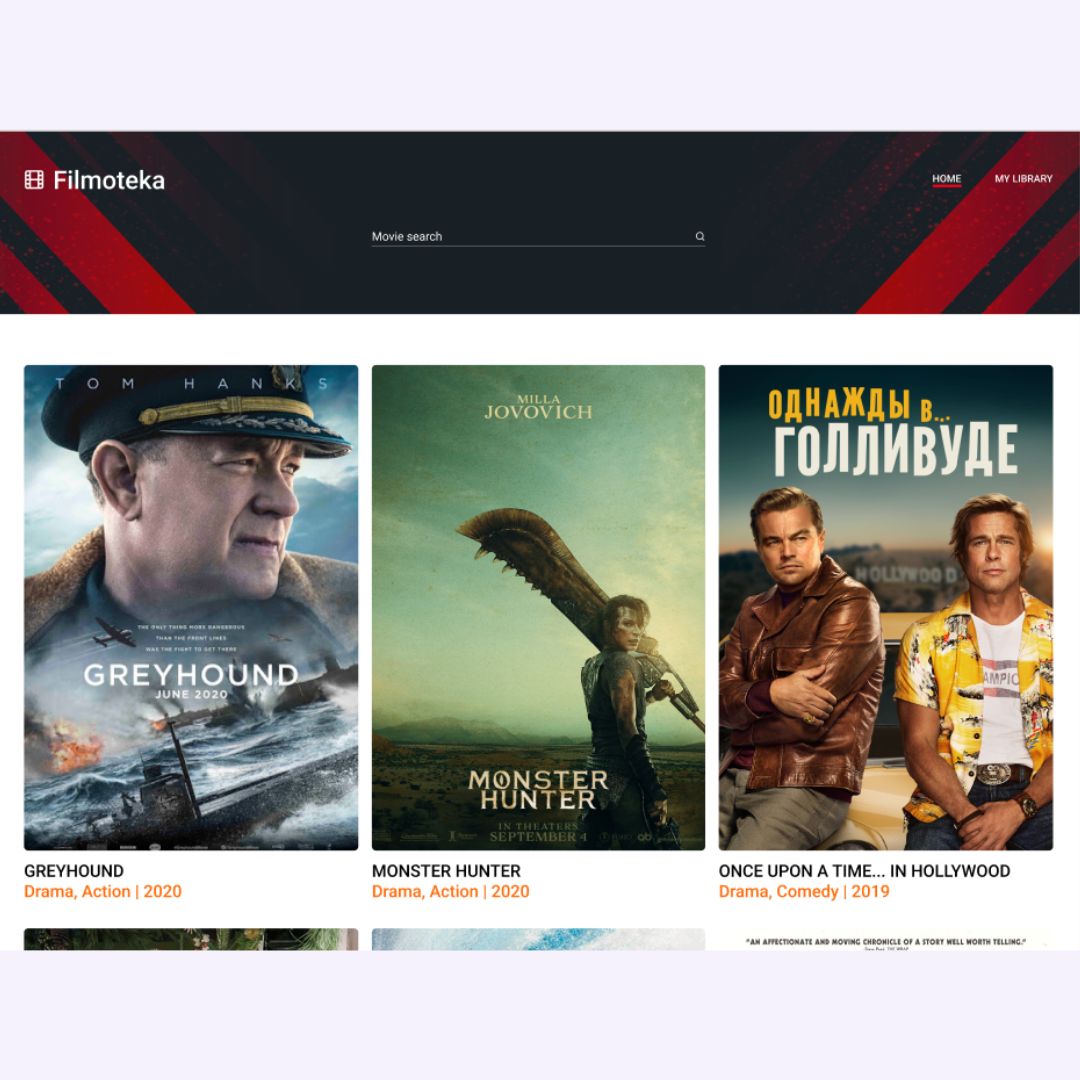 Filmoteka
HOME
MY LIBRARY
Movie search
TOM HANKS
THE ONLY THING MORE DANGEROUS
THAN THE FRONT LINES
WAS THE FIGHT TO GET THERE
GREYHOUND
JUNE 2020
GREYHOUND
Drama, Action | 2020
MILLA
JOVOVICH
MONSTER
HUNTER
IN THEATERS
SEPTEMBER 4
MONSTER HUNTER
Drama, Action | 2020
ОДНАЖДЫ В...
ГОЛЛИВУДЕ
HOLLYWOOD
ONCE UPON A TIME... IN HOLLYWOOD
Drama, Comedy | 2019
"AN AFFECTIONATE AND MOVING CHRONICLE OF A STORY WELL WORTH TELLING."